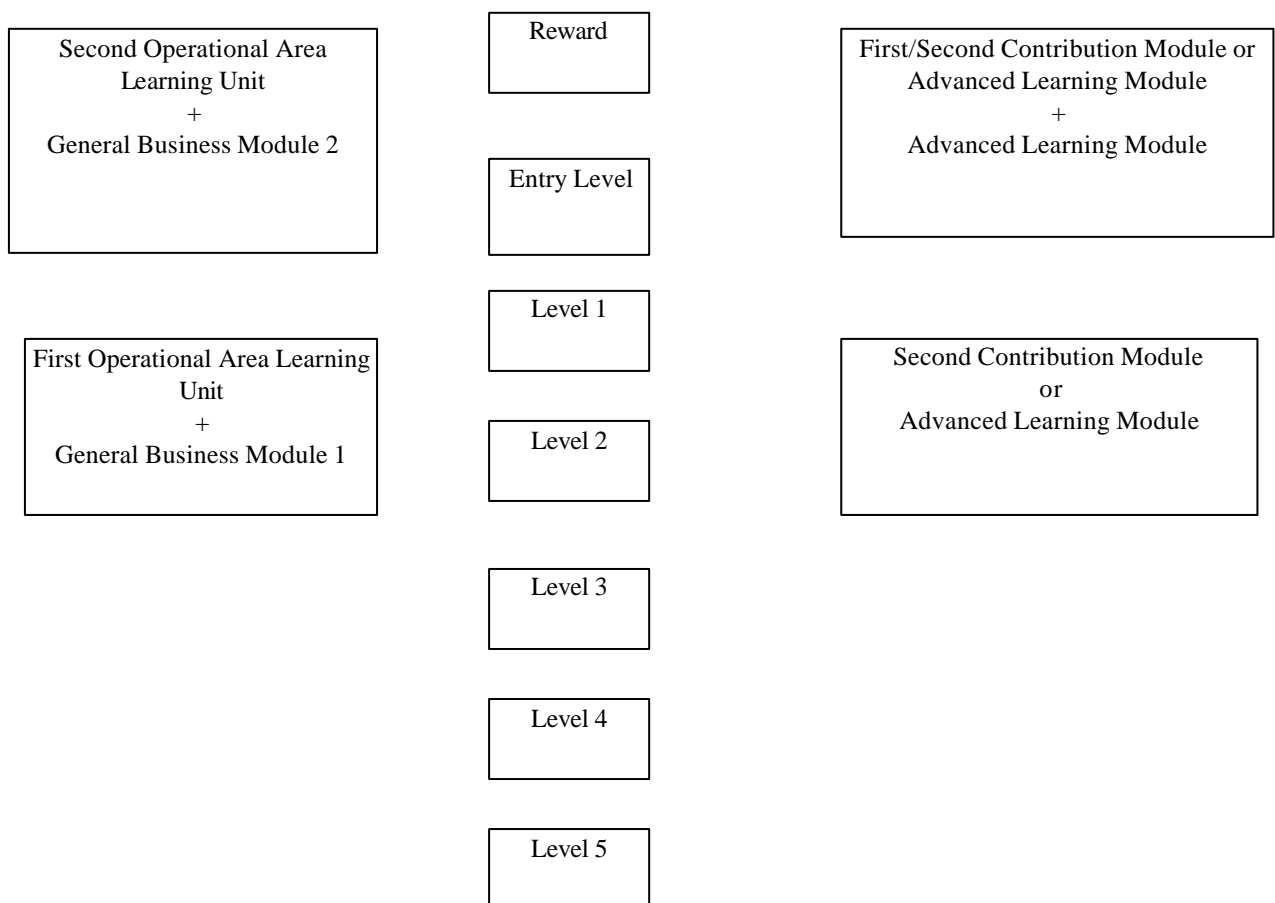 Second Operational Area
Learning Unit
+
General Business Module 2
First Operational Area Learning
Unit
+
General Business Module 1
Reward
Entry Level
Level 1
Level 2
Level 3
Level 4
Level 5
First/Second Contribution Module or
Advanced Learning Module
+
Advanced Learning Module
Second Contribution Module
or
Advanced Learning Module